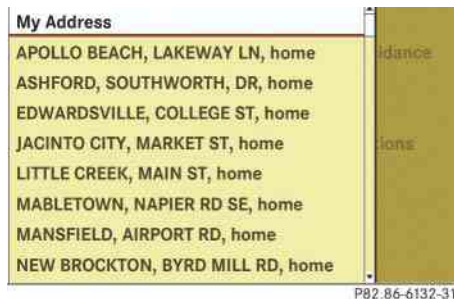 My Address
APOLLO BEACH, LAKEWAY LN, home
idance
ASHFORD, SOUTHWORTH, DR, home
EDWARDSVILLE, COLLEGE ST, home
JACINTO CITY, MARKET ST, home
ions
LITTLE CREEK, MAIN ST, home
MABLETOWN, NAPIER RD SE, home
MANSFIELD, AIRPORT RD, home
NEW BROCKTON, BYRD MILL RD, home
P82.86-6132-31